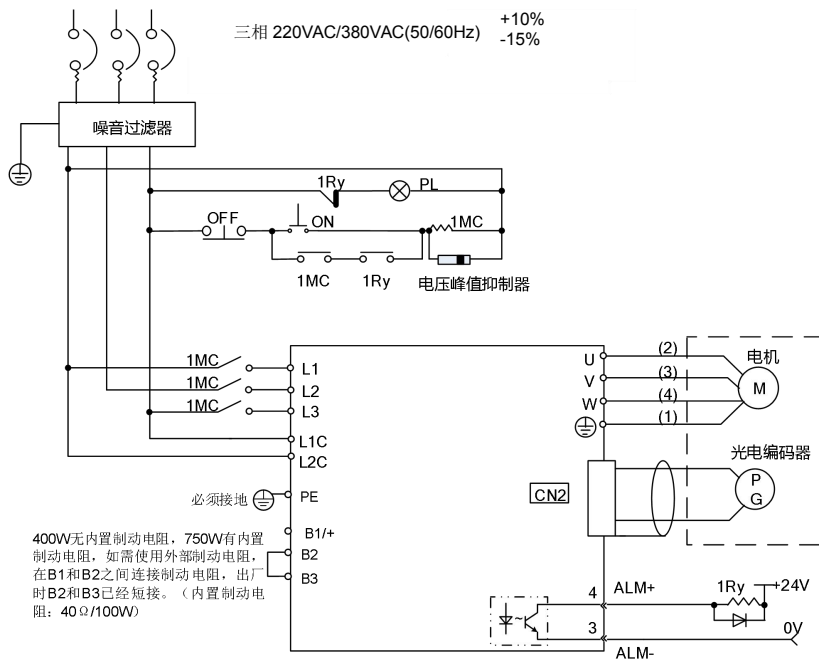 三相 220VAC/380VAC(50/60Hz) +10%
-15%
噪音过滤器
1Ry PL
OFF ON 1MC
1MC 1Ry 电压峰值抑制器
1MC L1
1MC L2
1MC L3
L1C
L2C
必须接地 PE
B1/+
B2
B3
400W无内置制动电阻，750W有内置
制动电阻，如需使用外部制动电阻，
在B1和B2之间连接制动电阻，出厂
时B2和B3已经短接。（内置制动电
阻：40Ω/100W）
U (2) 电机
V (3) M
W (4)
(1)
光电编码器
CN2
P
G
4 ALM+ 1Ry +24V
3 0V
ALM-